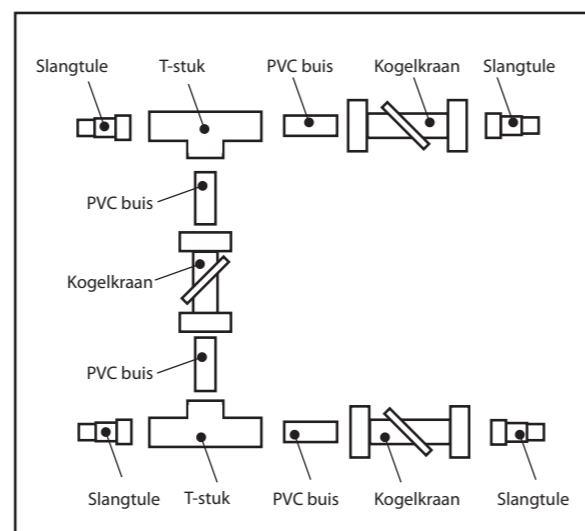 Slangtule
T-stuk
PVC buis
Kogelkraan
Slangtule
PVC buis
Kogelkraan
PVC buis
Slangtule
T-stuk
PVC buis
Kogelkraan
Slangtule